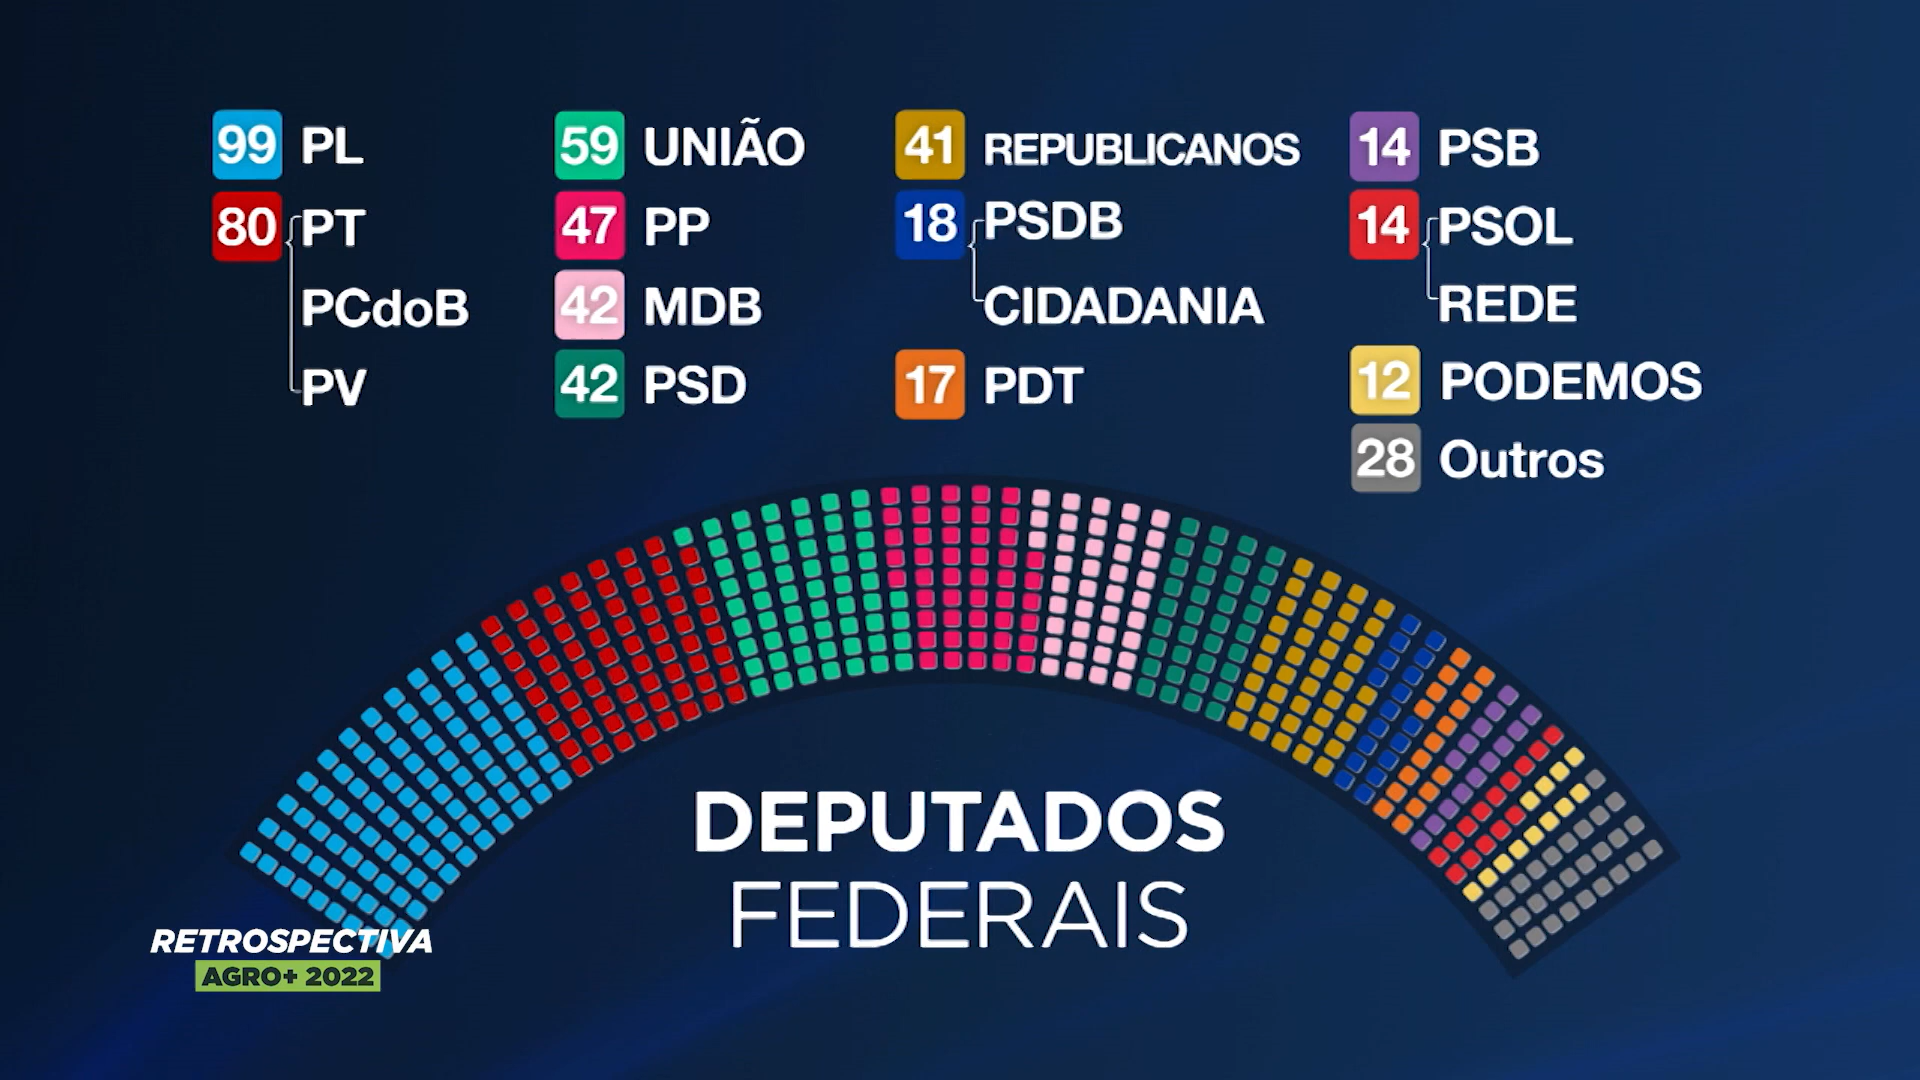 99 PL
80 PT
PCdoB
PV
59 UNIÃO
47 PP
42 MDB
42 PSD
41 REPUBLICANOS
18 PSDB
CIDADANIA
17 PDT
14 PSB
14 PSOL
REDE
12 PODEMOS
28 Outros
DEPUTADOS
FEDERAIS
RETROSPECTIVA
AGRO+ 2022